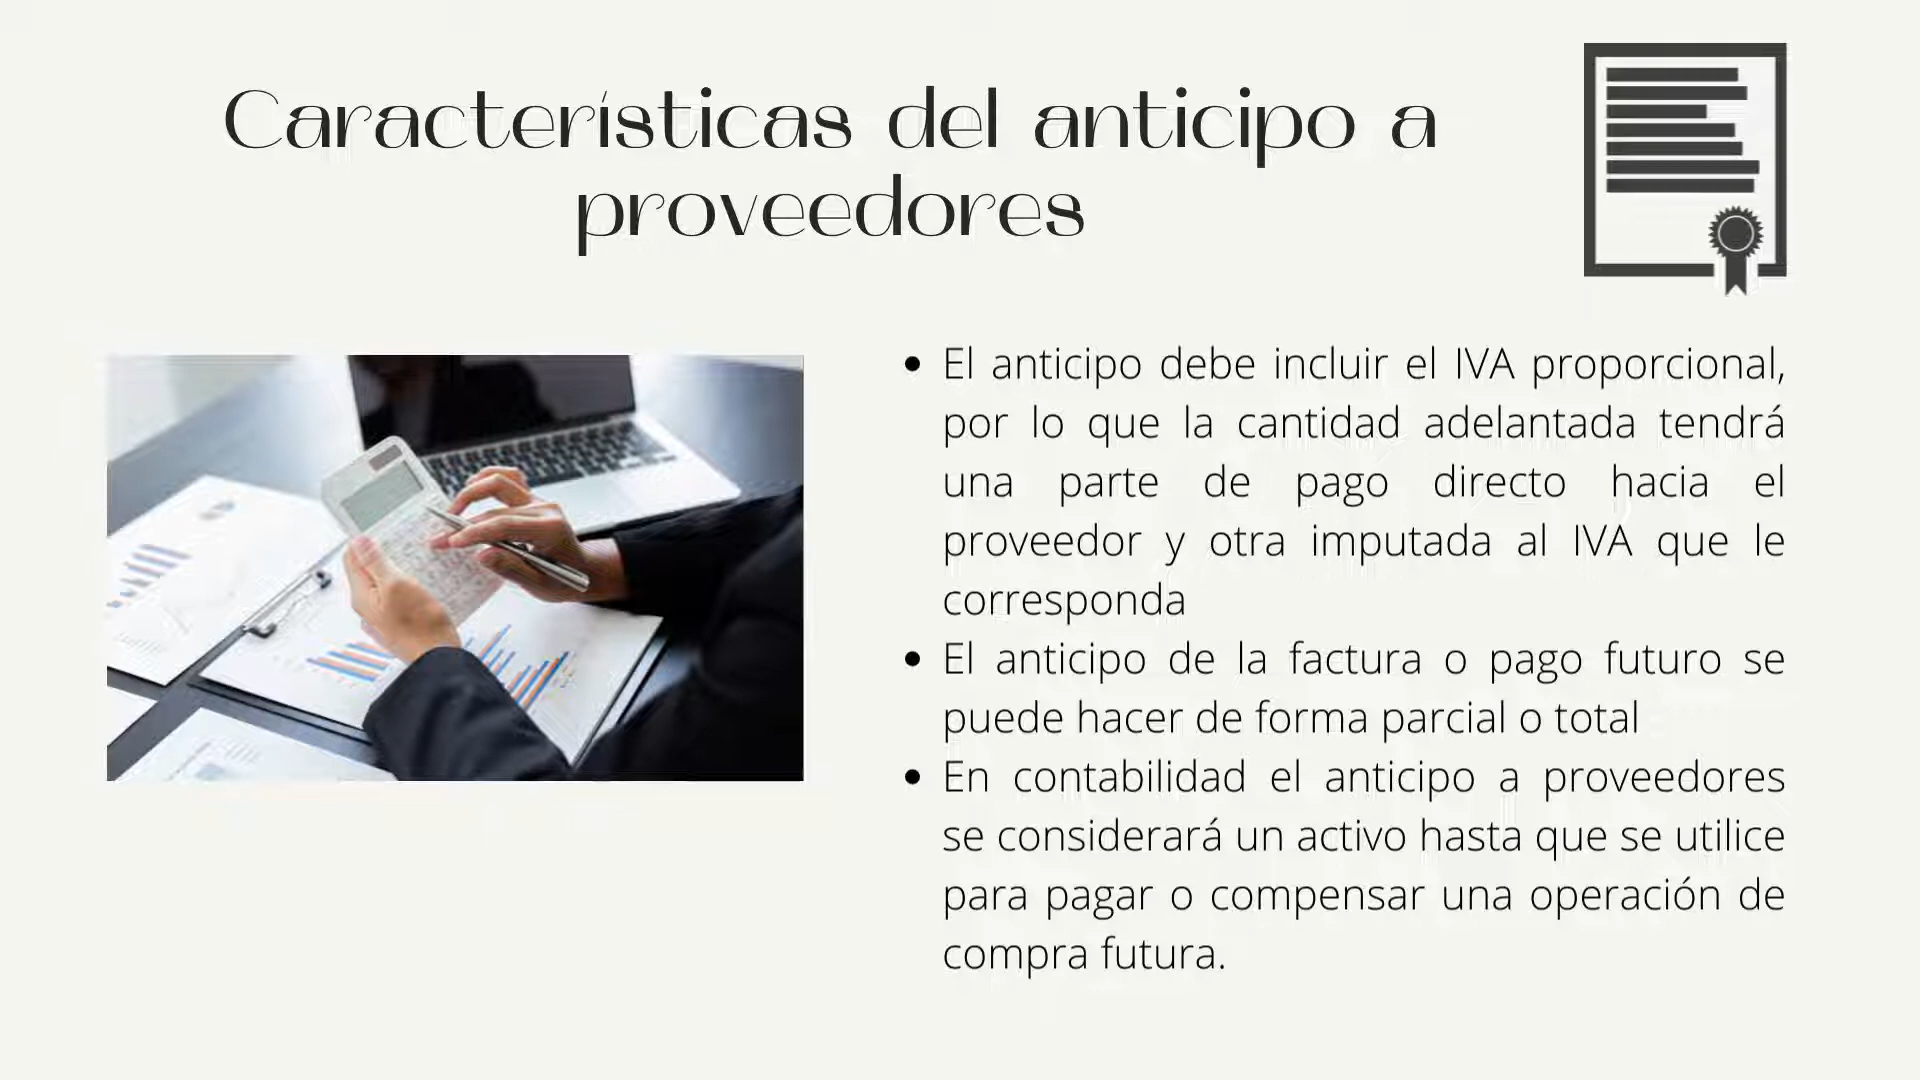 Características del anticipo a
proveedores
• El anticipo debe incluir el IVA proporcional,
por lo que la cantidad adelantada tendrá
una parte de pago directo hacia el
proveedor y otra imputada al IVA que le
corresponda
• El anticipo de la factura o pago futuro se
puede hacer de forma parcial o total
• En contabilidad el anticipo a proveedores
se considerará un activo hasta que se utilice
para pagar o compensar una operación de
compra futura.